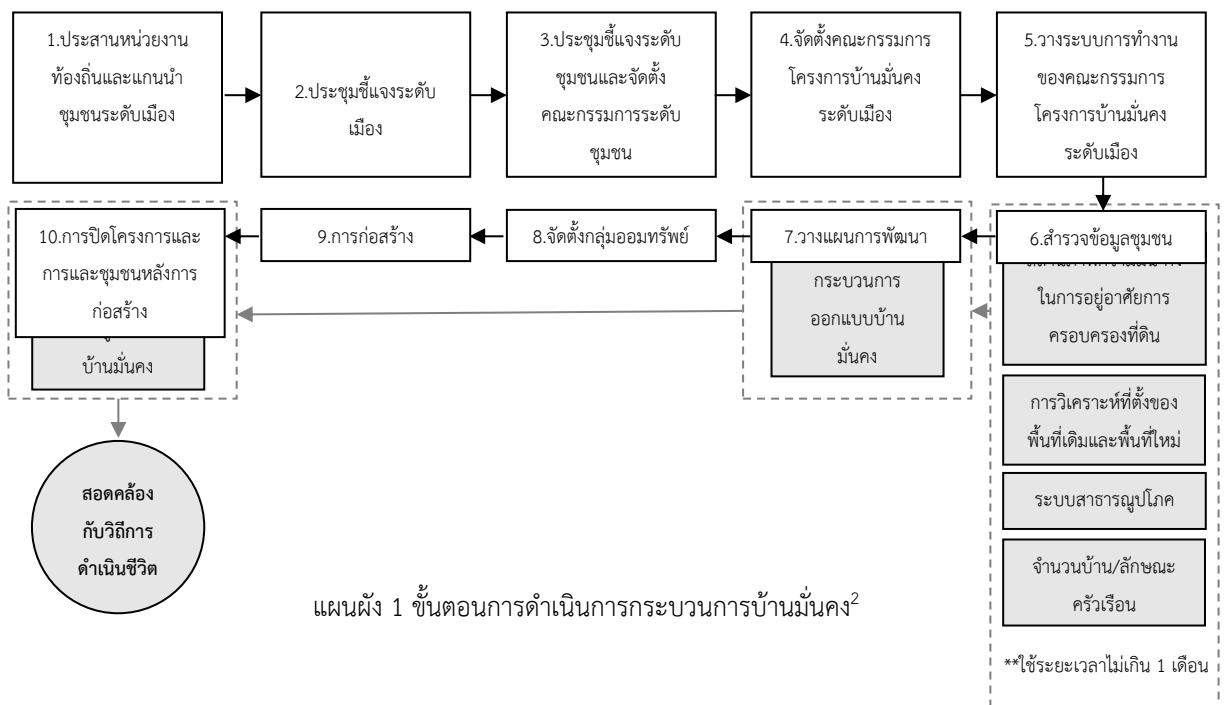 1.ประสานหน่วยงาน
ท้องถิ่นและแกนนำ
ชุมชนระดับเมือง
2.ประชุมชี้แจงระดับ
เมือง
3.ประชุมชี้แจงระดับ
ชุมชนและจัดตั้ง
คณะกรรมการระดับ
ชุมชน
4.จัดตั้งคณะกรรมการ
โครงการบ้านมั่นคง
ระดับเมือง
5.วางระบบการทำงาน
ของคณะกรรมการ
โครงการบ้านมั่นคง
ระดับเมือง
6.สำรวจข้อมูลชุมชน
ในการอยู่อาศัยการ
ครอบครองที่ดิน
การวิเคราะห์ที่ตั้งของ
พื้นที่เดิมและพื้นที่ใหม่
ระบบสาธารณูปโภค
จำนวนบ้าน/ลักษณะ
ครัวเรือน
**ใช้ระยะเวลาไม่เกิน 1 เดือน
7.วางแผนการพัฒนา
กระบวนการ
ออกแบบบ้าน
มั่นคง
8.จัดตั้งกลุ่มออมทรัพย์
9.การก่อสร้าง
10.การปิดโครงการและ
การและชุมชนหลังการ
ก่อสร้าง
บ้านมั่นคง
สอดคล้อง
กับวิถีการ
ดำเนินชีวิต
แผนผัง 1 ขั้นตอนการดำเนินการกระบวนการบ้านมั่นคง²